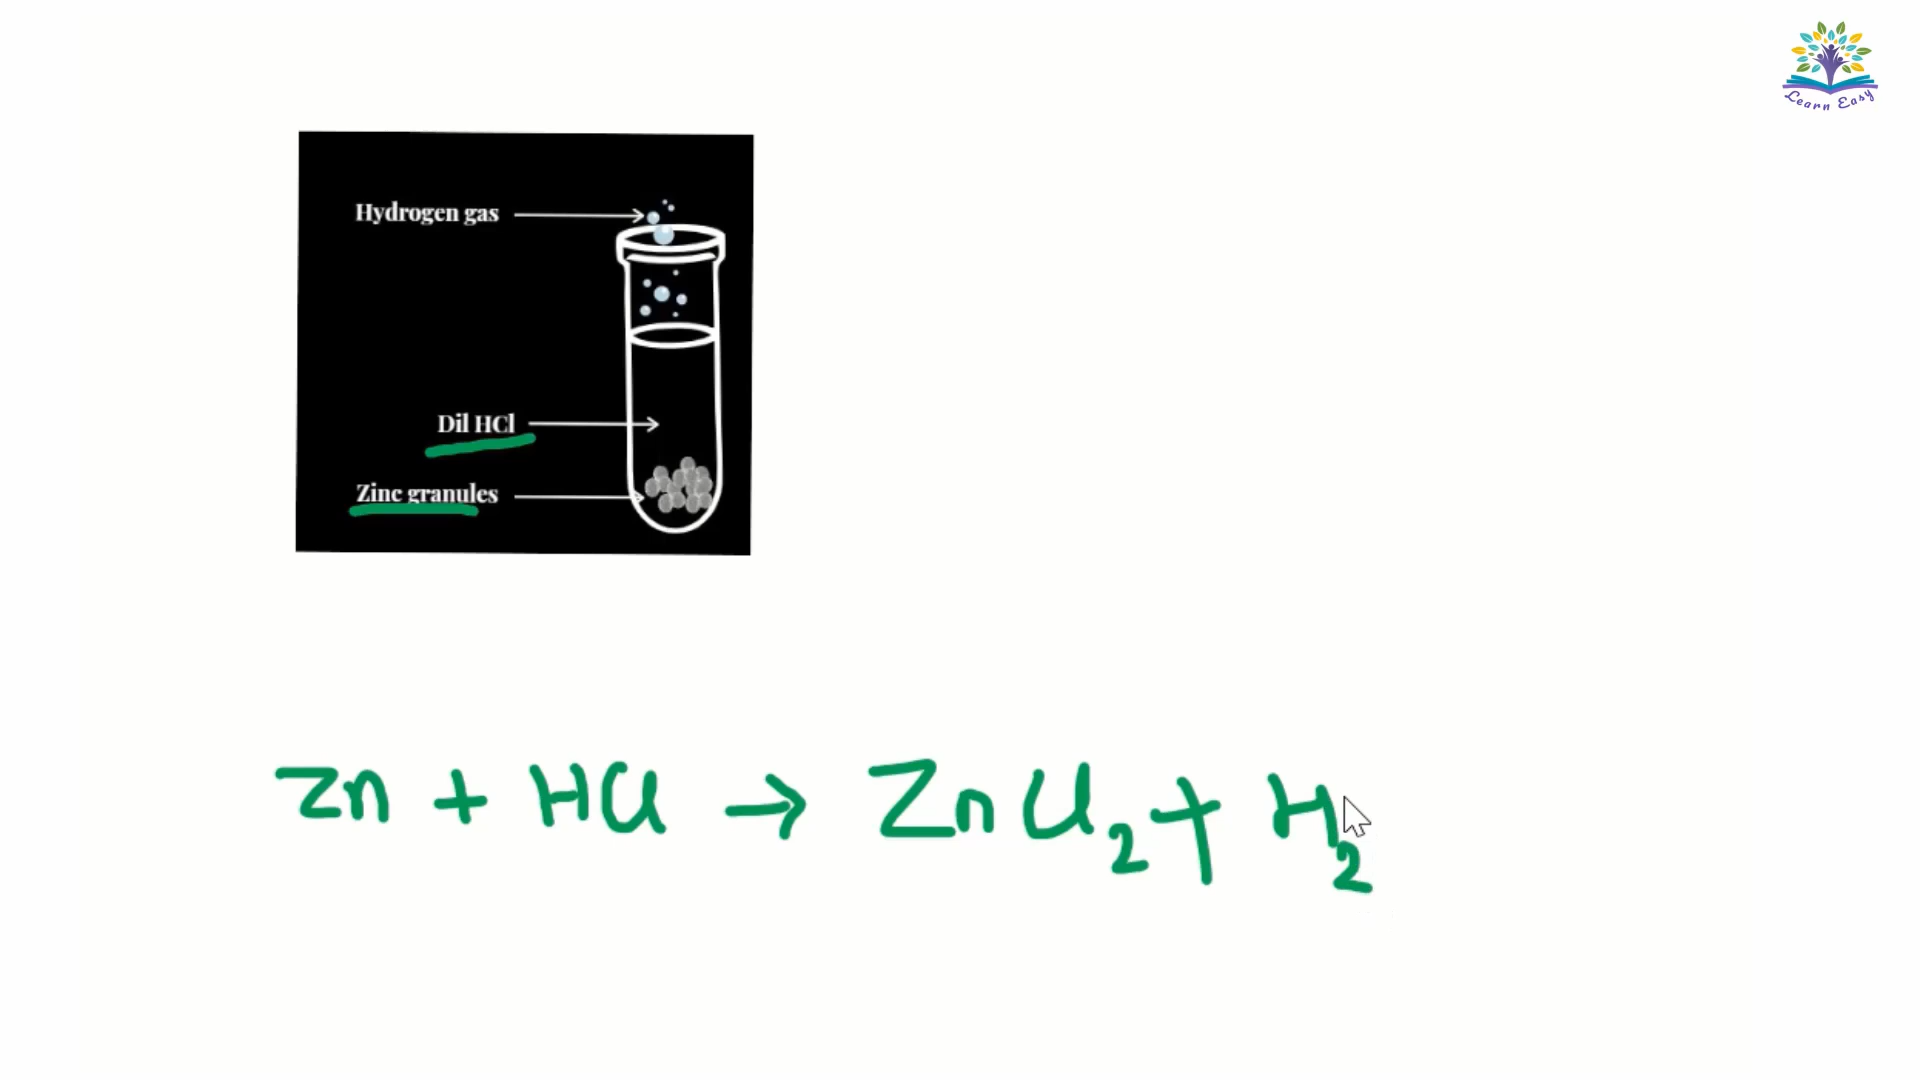 Learn Easy
Hydrogen gas
Dil HCl
Zinc granules
Zn + HCl → ZnCl₂ + H₂